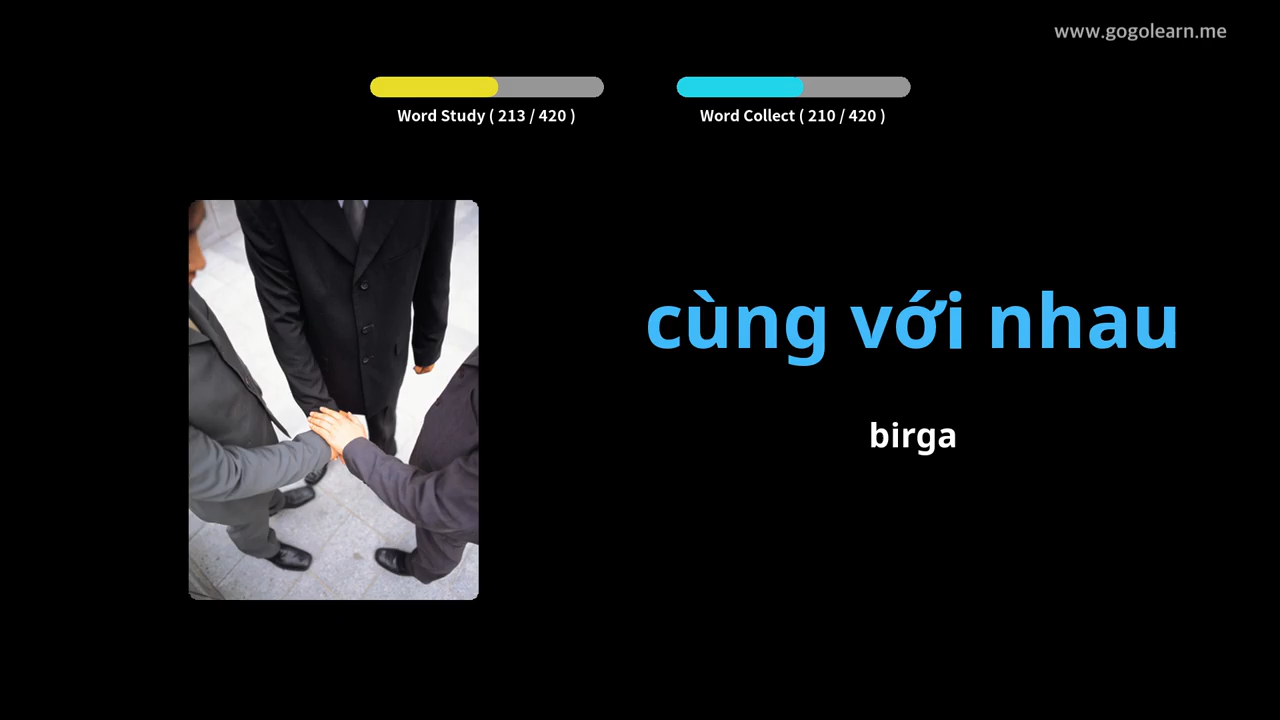 www.gogolearn.me
Word Study ( 213 / 420 )
Word Collect ( 210 / 420 )
cùng với nhau
birga